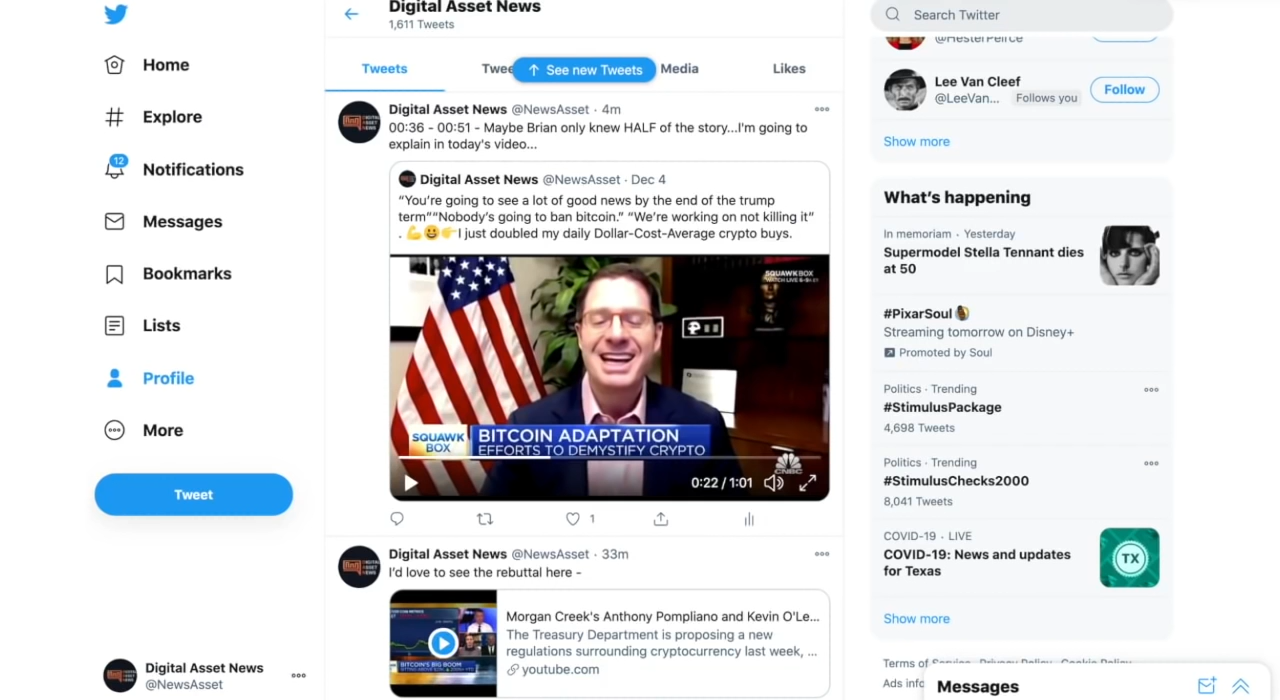 Digital Asset News
1,611 Tweets
Search Twitter
Home
Explore
12
Notifications
Messages
Bookmarks
Lists
Profile
More
Tweet
Digital Asset News
@NewsAsset
Tweets
Twee
See new Tweets
Media
Likes
Digital Asset News @NewsAsset · 4m
00:36 - 00:51 - Maybe Brian only knew HALF of the story...I'm going to
explain in today's video...
Digital Asset News @NewsAsset · Dec 4
“You're going to see a lot of good news by the end of the trump
term”“Nobody's going to ban bitcoin.” “We're working on not killing it”
. 💪😃👉I just doubled my daily Dollar-Cost-Average crypto buys.
SQUAWK BOX
SQUAWK
BOX
BITCOIN ADAPTATION
EFFORTS TO DEMYSTIFY CRYPTO
CNBC
0:22 / 1:01
1
Digital Asset News @NewsAsset · 33m
I'd love to see the rebuttal here -
BITCOIN'S BIG BOOM
Morgan Creek's Anthony Pompliano and Kevin O'Le...
The Treasury Department is proposing a new
regulations surrounding cryptocurrency last week, ...
youtube.com
@HesterPeirce
Lee Van Cleef
@LeeVan... Follows you
Follow
Show more
What's happening
In memoriam · Yesterday
Supermodel Stella Tennant dies
at 50
#PixarSoul
Streaming tomorrow on Disney+
Promoted by Soul
Politics · Trending
#StimulusPackage
4,698 Tweets
Politics · Trending
#StimulusChecks2000
8,041 Tweets
COVID-19 · LIVE
COVID-19: News and updates
for Texas
TX
Show more
Terms of Service Privacy Policy Cookie Policy
Ads info
Messages